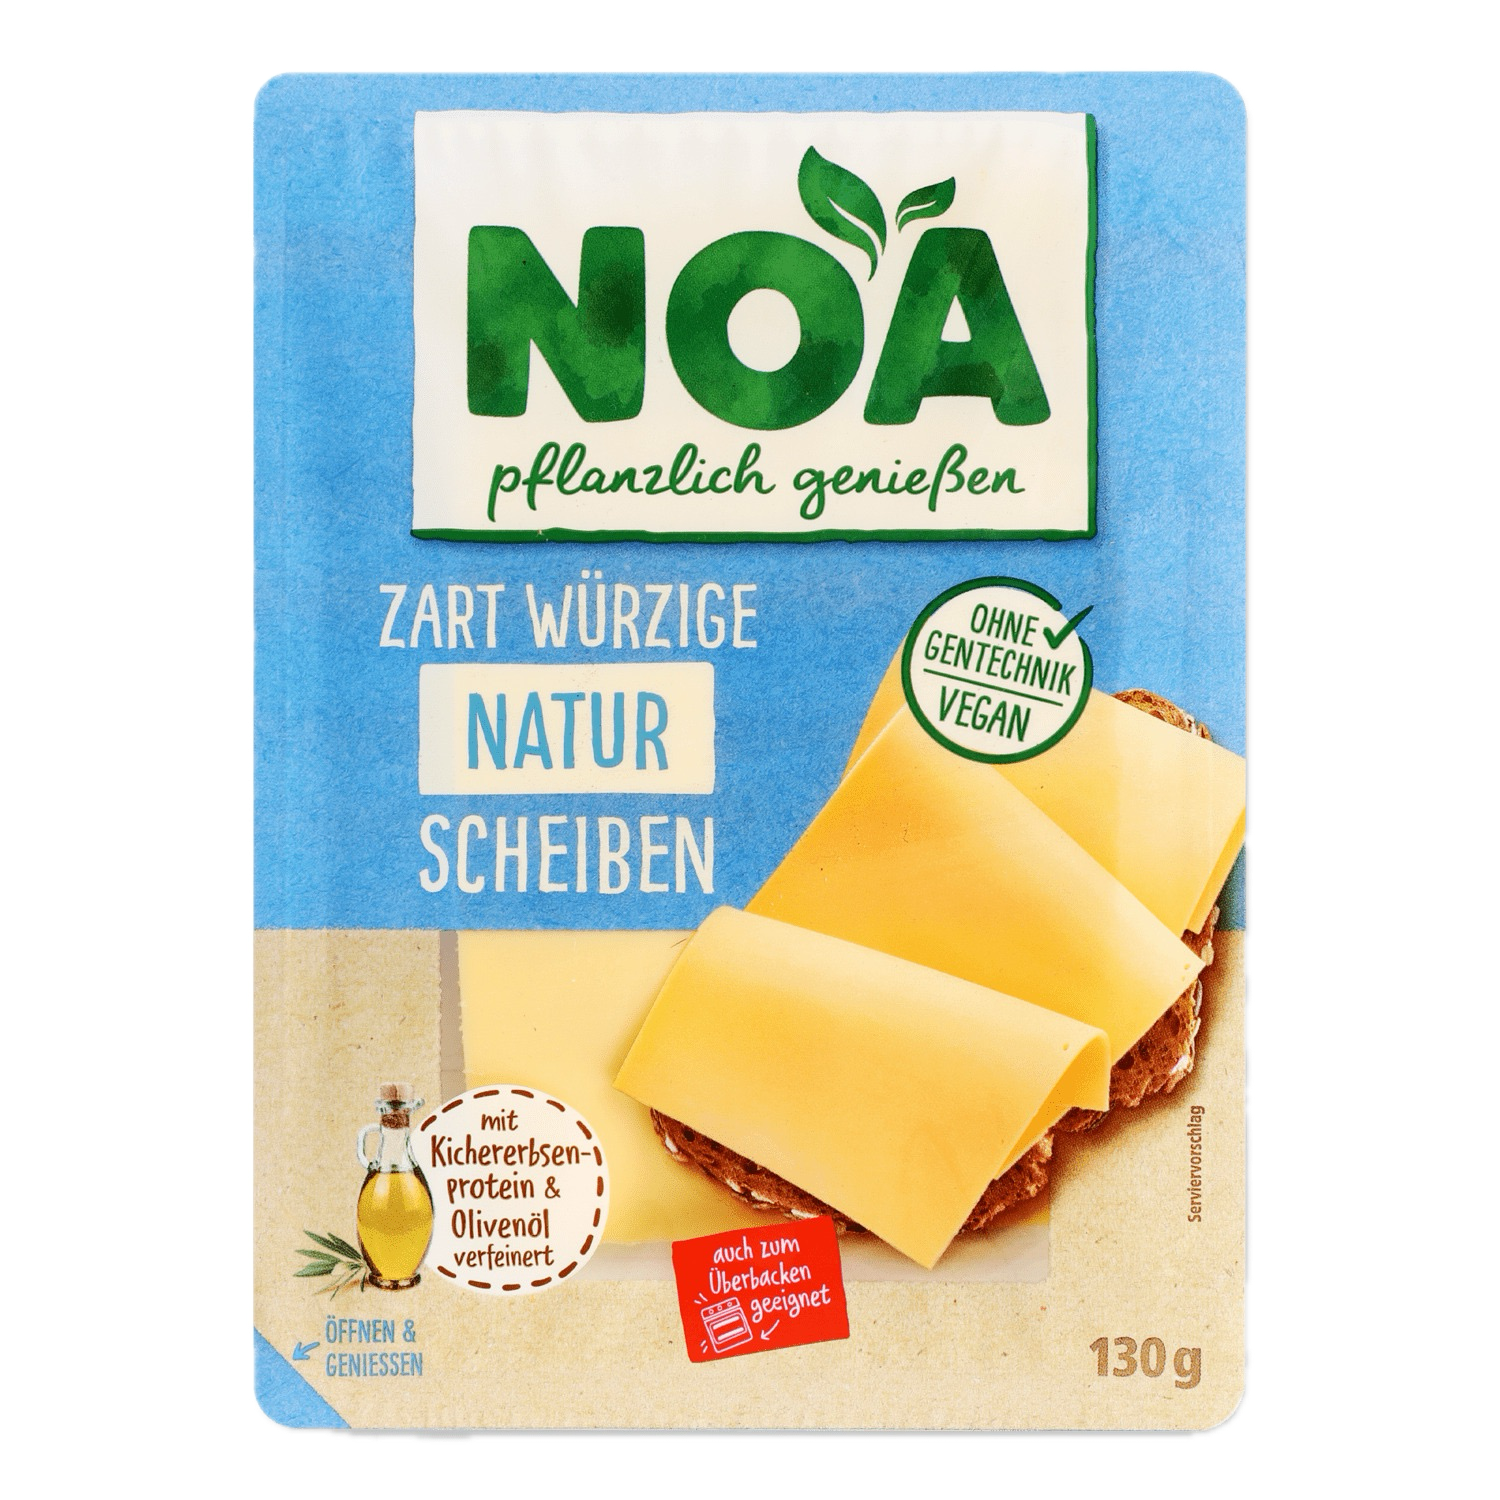 NOA
pflanzlich genießen
ZART WÜRZIGE
NATUR
SCHEIBEN
OHNE
GENTECHNIK
VEGAN
mit
Kichererbsen-
protein &
Olivenöl
verfeinert
auch zum
Überbacken
geeignet
Serviervorschlag
ÖFFNEN &
GENIESSEN
130 g